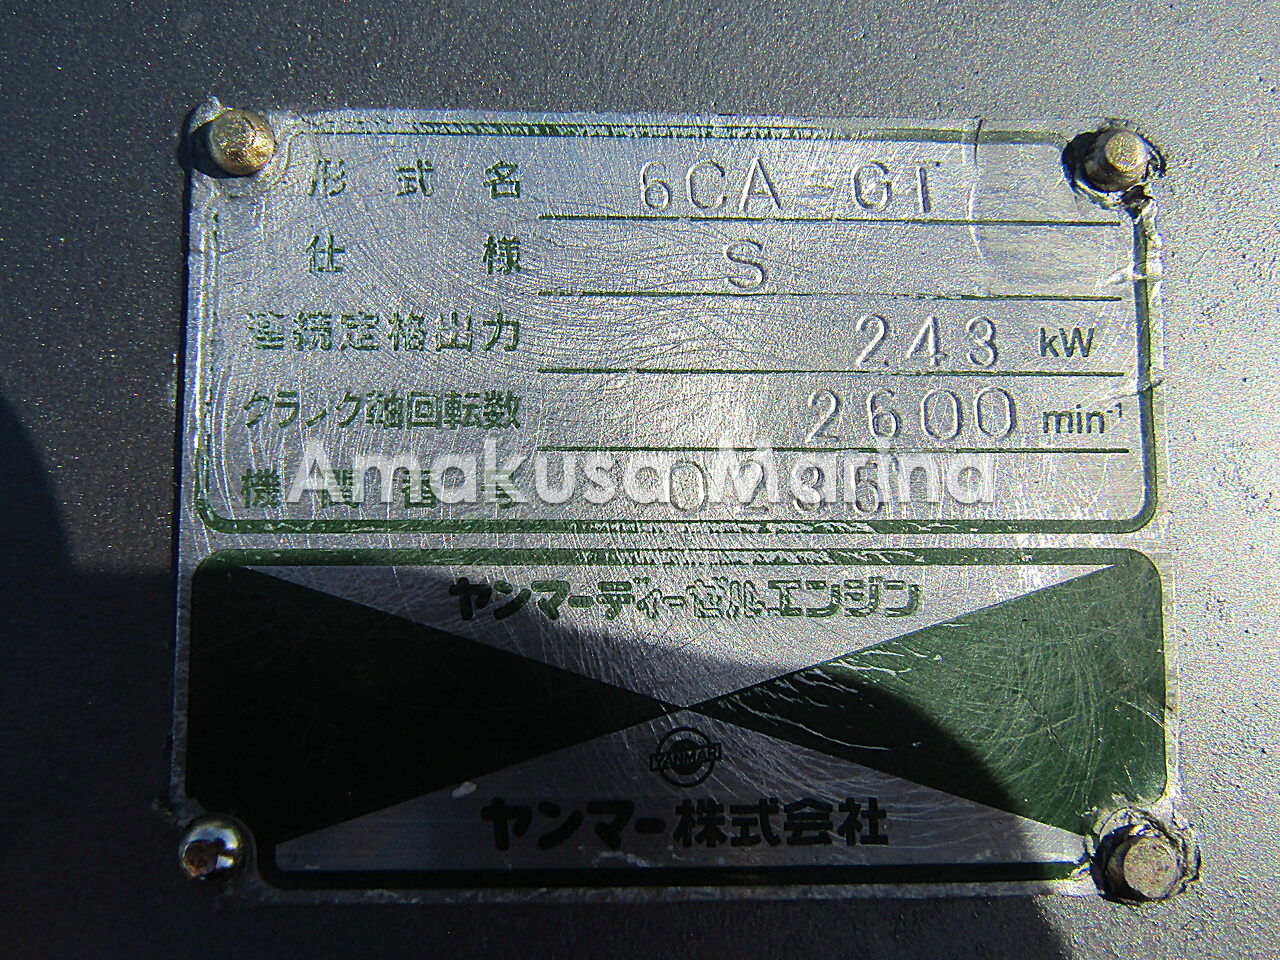 形式名 6CA-GT
仕様 S
連続定格出力 243 kW
クランク軸回転数 2600 min-1
機関番号
Amakusa Marina
ヤンマーディーゼルエンジン
YANMAR
ヤンマー株式会社